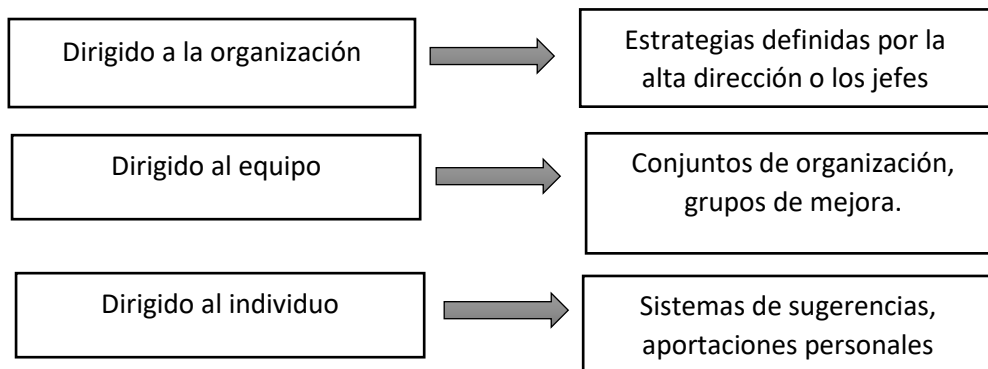 Dirigido a la organización
Estrategias definidas por la
alta dirección o los jefes
Dirigido al equipo
Conjuntos de organización,
grupos de mejora.
Dirigido al individuo
Sistemas de sugerencias,
aportaciones personales